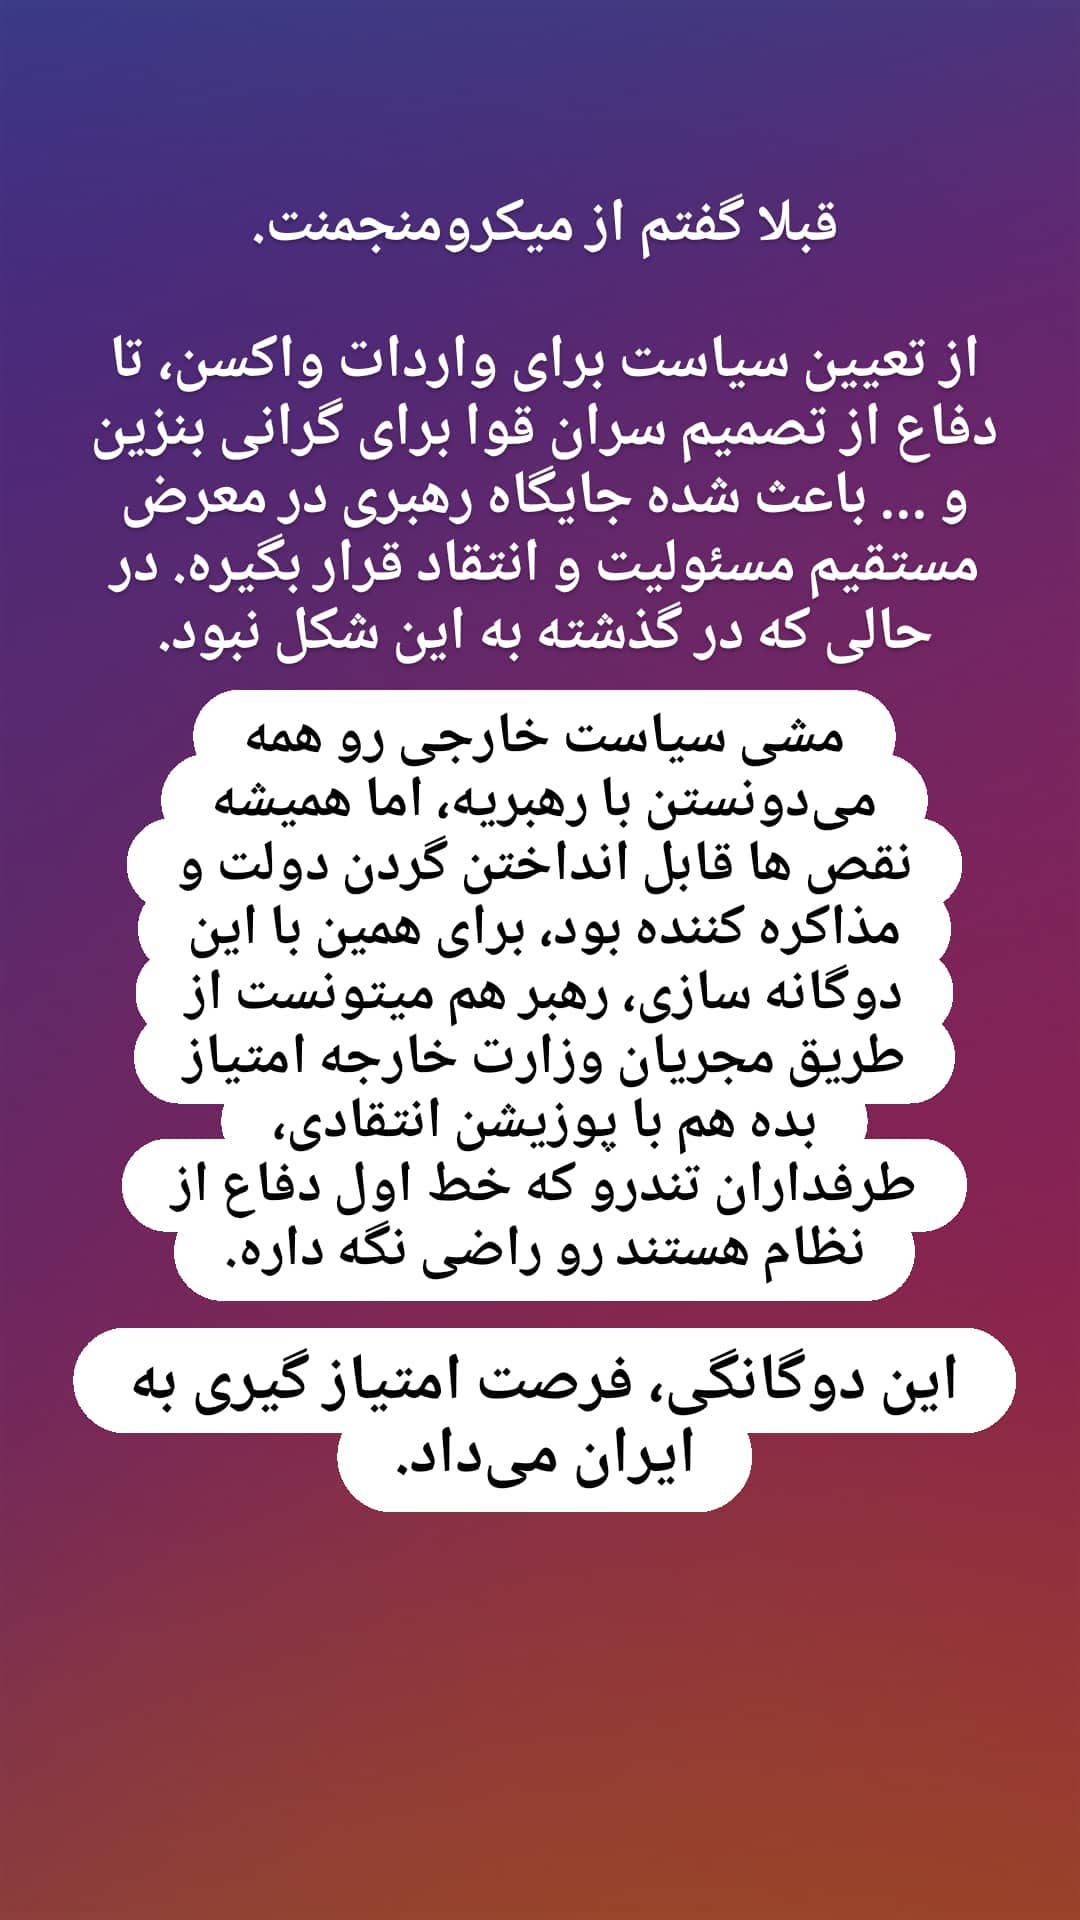 قبلا گفتم از میکرومنجمنت.
از تعیین سیاست برای واردات واکسن، تا
دفاع از تصمیم سران قوا برای گرانی بنزین
و ... باعث شده جایگاه رهبری در معرض
مستقیم مسئولیت و انتقاد قرار بگیره. در
حالی که در گذشته به این شکل نبود.
مشی سیاست خارجی رو همه
می‌دونستن با رهبریه، اما همیشه
نقص ها قابل انداختن گردن دولت و
مذاکره کننده بود، برای همین با این
دوگانه سازی، رهبر هم میتونست از
طریق مجریان وزارت خارجه امتیاز
بده هم با پوزیشن انتقادی،
طرفداران تندرو که خط اول دفاع از
نظام هستند رو راضی نگه داره.
این دوگانگی، فرصت امتیاز گیری به
ایران می‌داد.